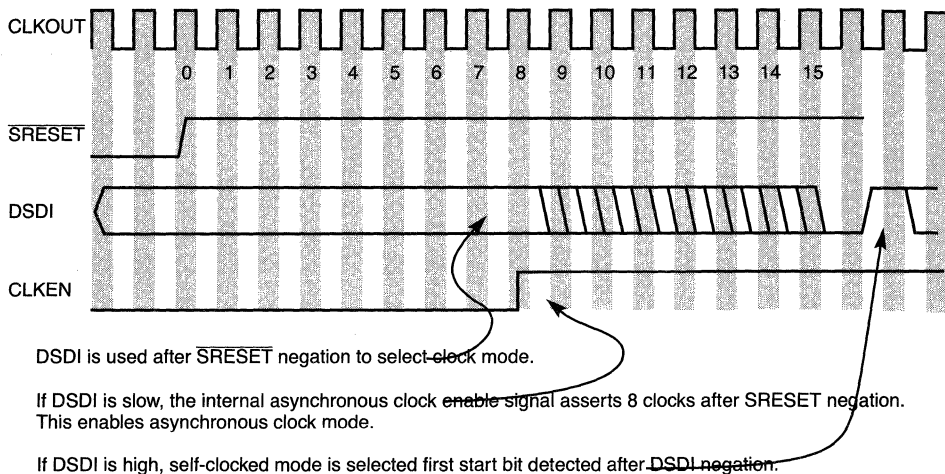 CLKOUT
0 1 2 3 4 5 6 7 8 9 10 11 12 13 14 15
SRESET
DSDI
CLKEN
DSDI is used after SRESET negation to select clock mode.
If DSDI is slow, the internal asynchronous clock enable signal asserts 8 clocks after SRESET negation.
This enables asynchronous clock mode.
If DSDI is high, self-clocked mode is selected first start bit detected after DSDI negation.